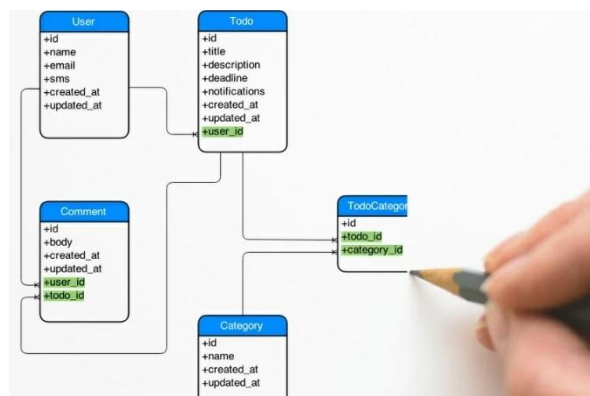 User
+id
+name
+email
+sms
+created_at
+updated_at
Todo
+id
+title
+description
+deadline
+notifications
+created_at
+updated_at
+user_id
Comment
+id
+body
+created_at
+updated_at
+user_id
+todo_id
TodoCategor
+id
+todo_id
+category_id
Category
+id
+name
+created_at
+updated_at